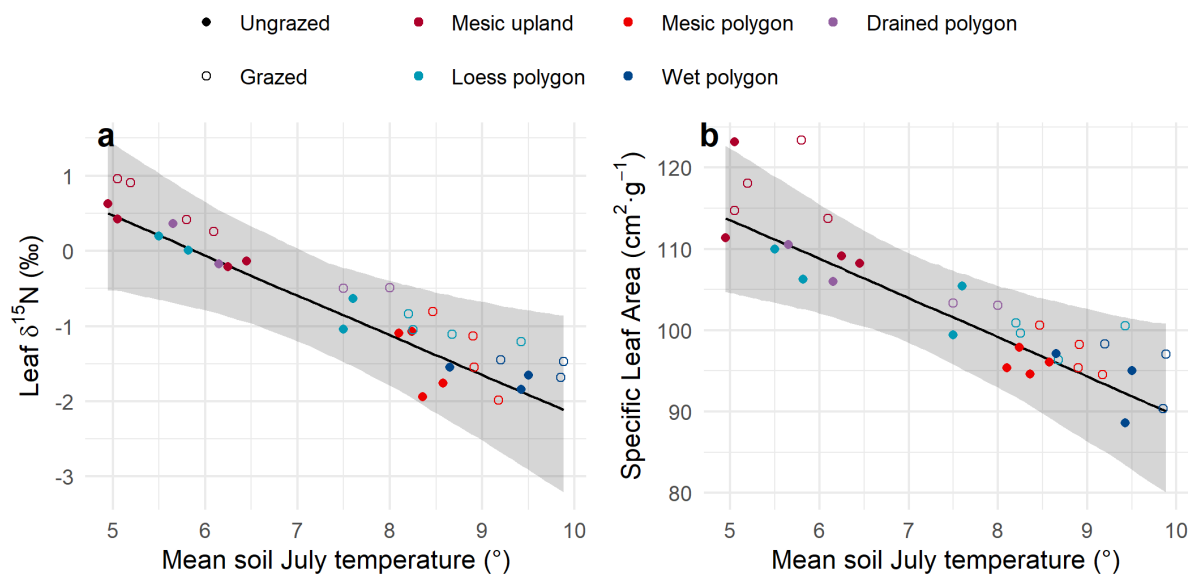 Ungrazed Mesic upland Mesic polygon Drained polygon
Grazed Loess polygon Wet polygon
a
1
0
-1
-2
-3
Leaf δ¹⁵N (‰)
5 6 7 8 9 10
Mean soil July temperature (°)
b
120
110
100
90
80
Specific Leaf Area (cm²·g⁻¹)
5 6 7 8 9 10
Mean soil July temperature (°)